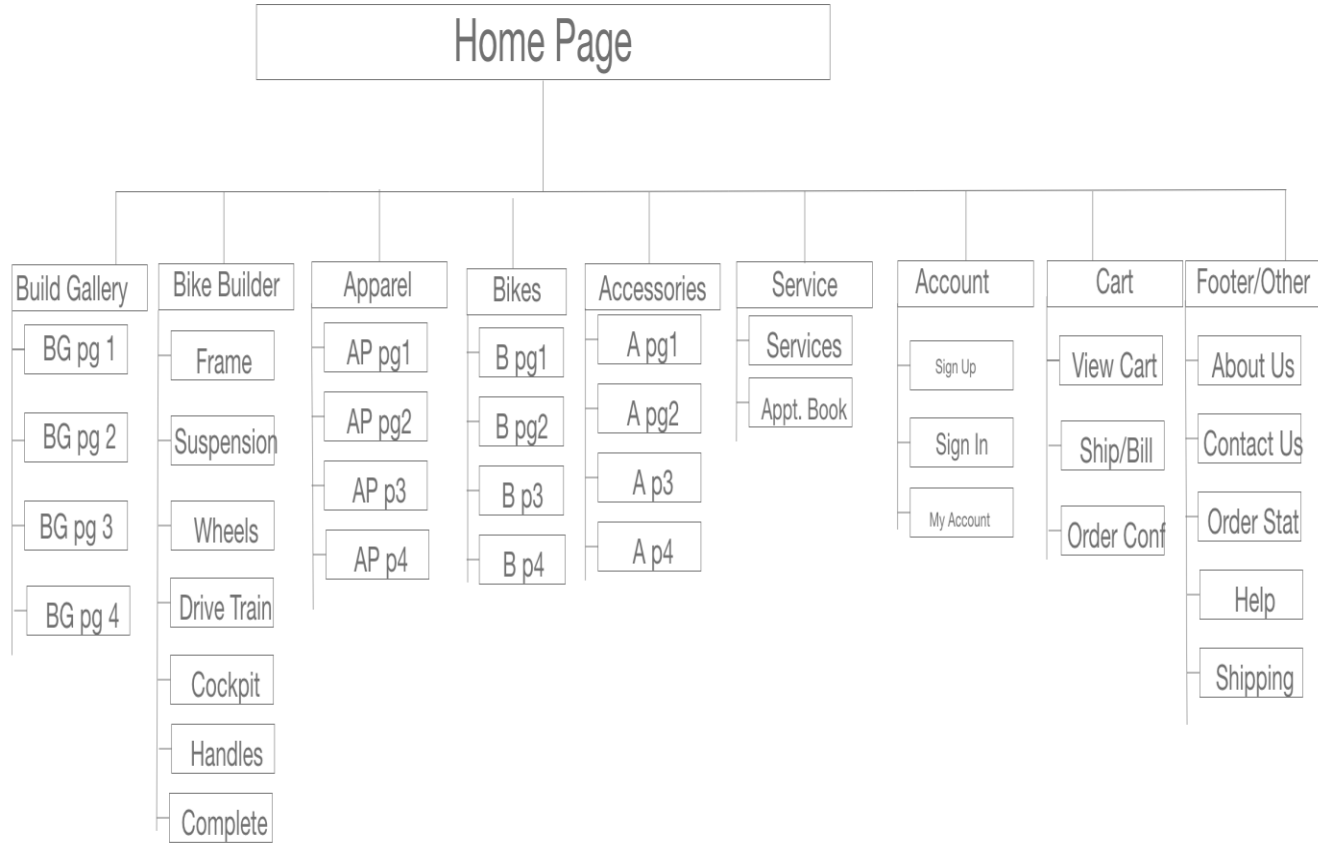 Home Page
Build Gallery
BG pg 1
BG pg 2
BG pg 3
BG pg 4
Bike Builder
Frame
Suspension
Wheels
Drive Train
Cockpit
Handles
Complete
Apparel
AP pg1
AP pg2
AP p3
AP p4
Bikes
B pg1
B pg2
B p3
B p4
Accessories
A pg1
A pg2
A p3
A p4
Service
Services
Appt. Book
Account
Sign Up
Sign In
My Account
Cart
View Cart
Ship/Bill
Order Conf
Footer/Other
About Us
Contact Us
Order Stat
Help
Shipping